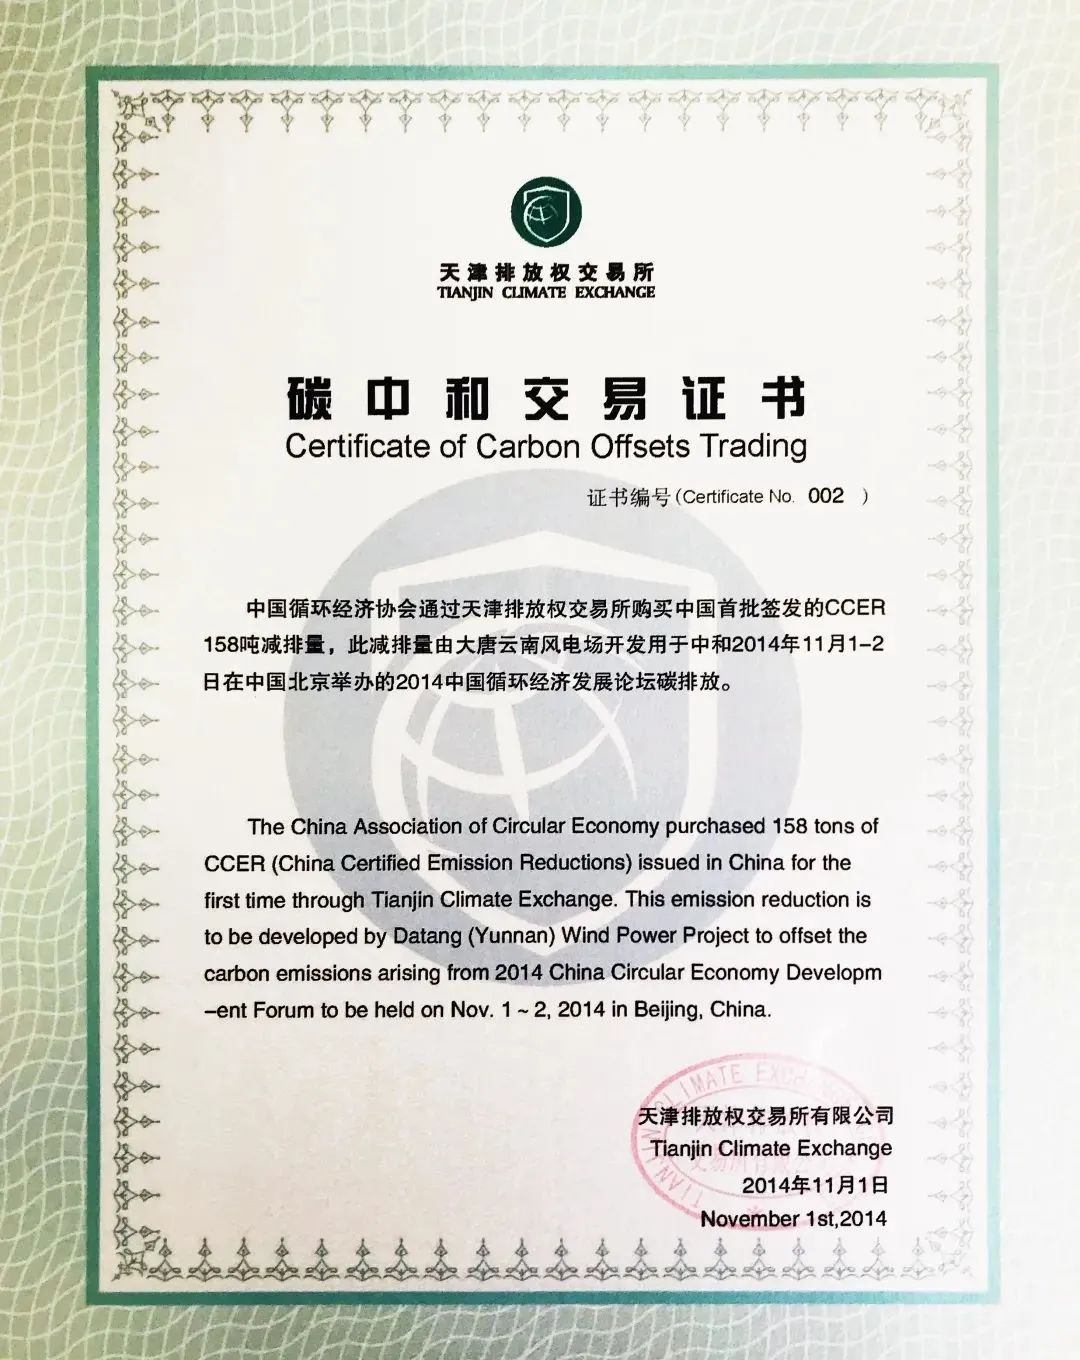 天津排放权交易所
TIANJIN CLIMATE EXCHANGE
碳中和交易证书
Certificate of Carbon Offsets Trading
证书编号(Certificate No. 002 )
中国循环经济协会通过天津排放权交易所购买中国首批签发的CCER
158吨减排量，此减排量由大唐云南风电场开发用于中和2014年11月1-2
日在中国北京举办的2014中国循环经济发展论坛碳排放。
The China Association of Circular Economy purchased 158 tons of
CCER (China Certified Emission Reductions) issued in China for the
first time through Tianjin Climate Exchange. This emission reduction is
to be developed by Datang (Yunnan) Wind Power Project to offset the
carbon emissions arising from 2014 China Circular Economy Developm
-ent Forum to be held on Nov. 1 ~ 2, 2014 in Beijing, China.
TIANJIN CLIMATE EXCHANGE
天津排放权交易所有限公司
Tianjin Climate Exchange
2014年11月1日
November 1st,2014